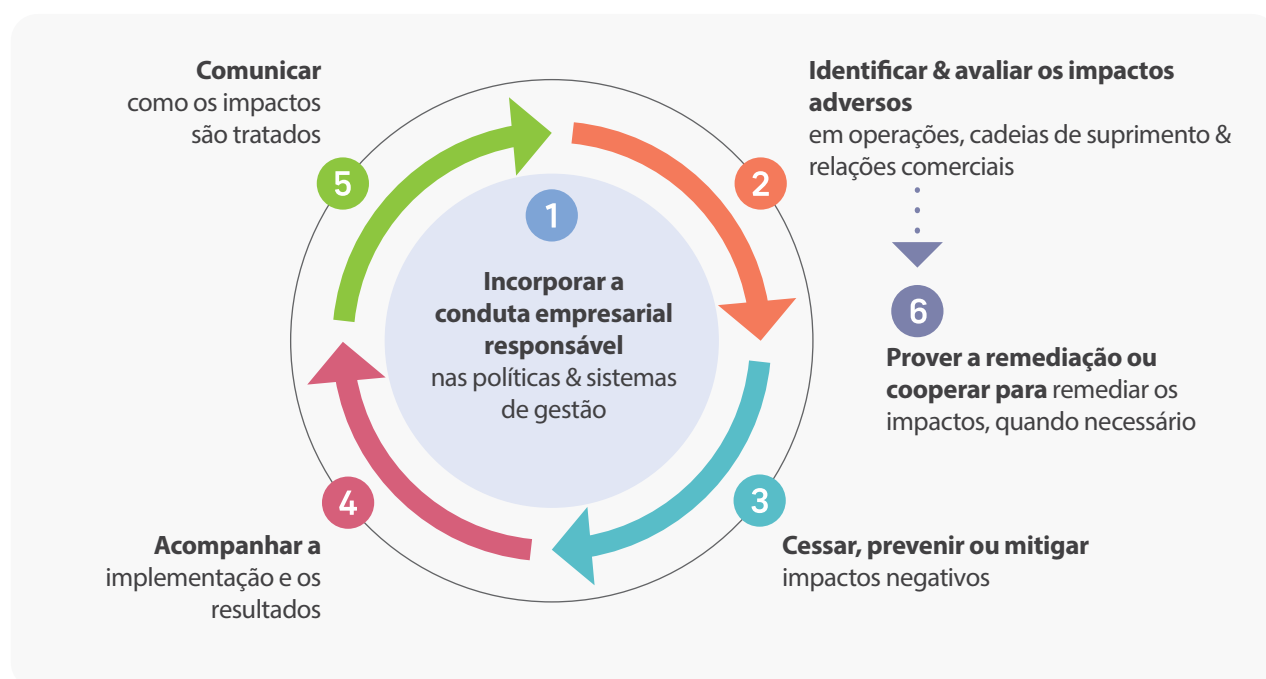 1
Incorporar a
conduta empresarial
responsável
nas políticas & sistemas
de gestão
2
Identificar & avaliar os impactos
adversos
em operações, cadeias de suprimento &
relações comerciais
3
Cessar, prevenir ou mitigar
impactos negativos
4
Acompanhar a
implementação e os
resultados
5
Comunicar
como os impactos
são tratados
6
Prover a remediação ou
cooperar para remediar os
impactos, quando necessário